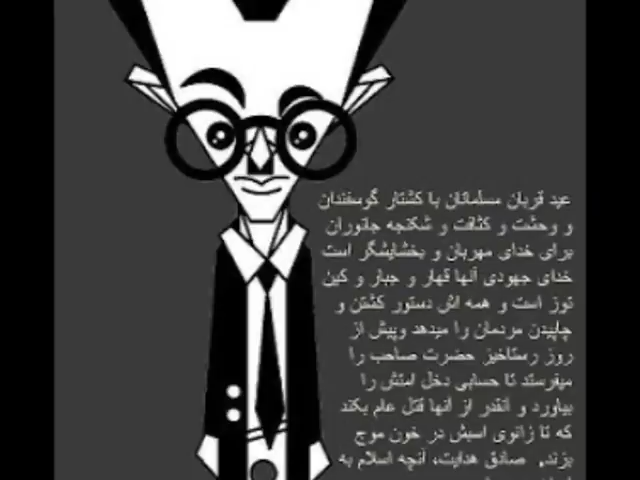 عید قربان مسلمانان با کشتار گوسفندان
و وحشت و کثافت و شکنجه جانوران
برای خدای مهربان و بخشایشگر است
خدای جهودی آنها قهار و جبار و کین
توز است و همه اش دستور کشتن و
چاپیدن مردمان را میدهد وپیش از
روز رستاخیز حضرت صاحب را
میفرستد تا حسابی دخل امتش را
بیاورد و آنقدر از آنها قتل عام بکند
که تا زانوی اسبش در خون موج
بزند. صادق هدایت، آنچه اسلام به